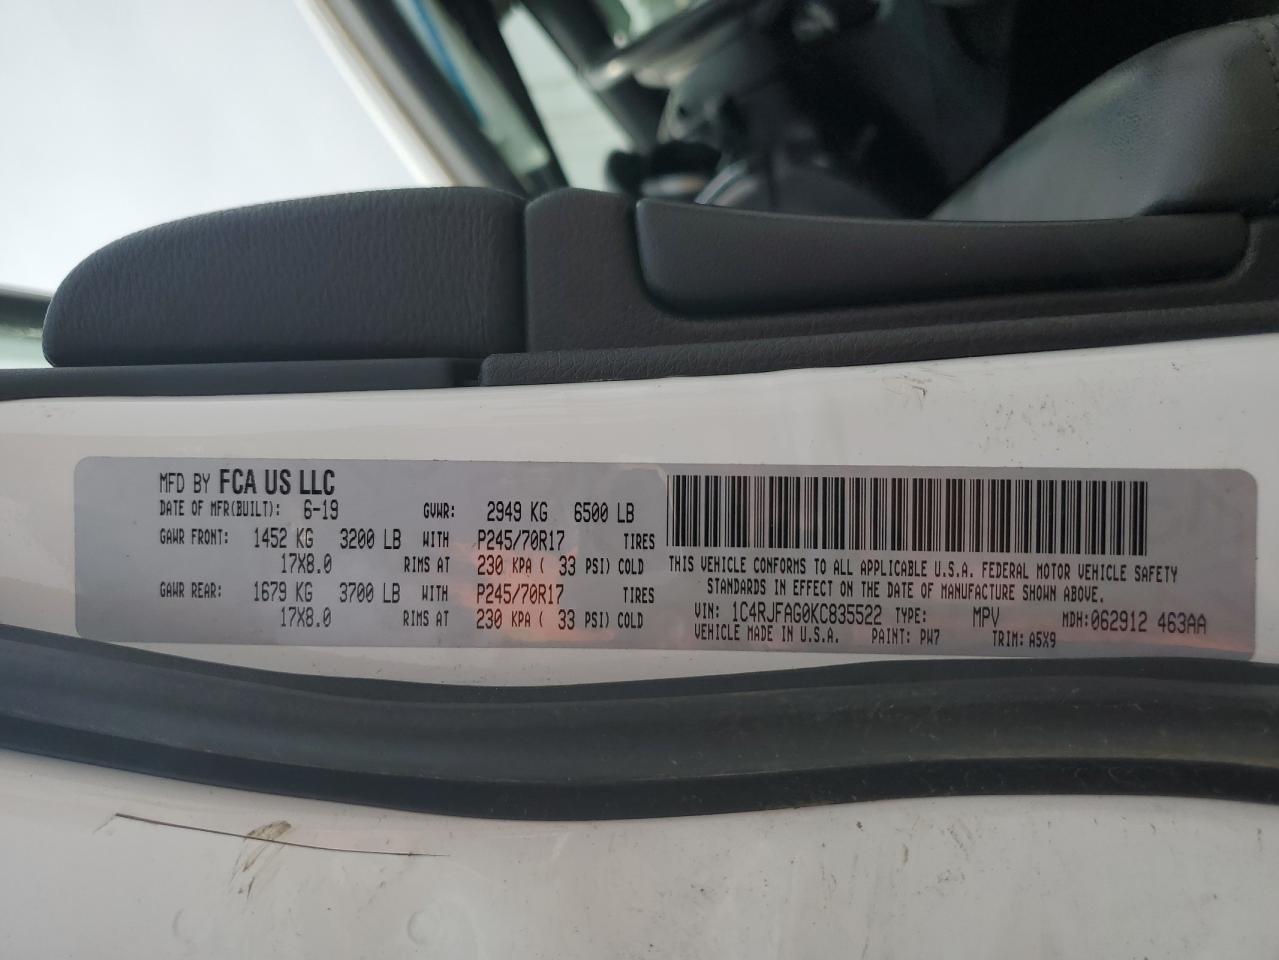 MFD BY FCA US LLC
DATE OF MFR(BUILT): 6-19 GVWR: 2949 KG 6500 LB
GAWR FRONT: 1452 KG 3200 LB WITH P245/70R17 TIRES
17X8.0 RIMS AT 230 KPA ( 33 PSI) COLD
GAWR REAR: 1679 KG 3700 LB WITH P245/70R17 TIRES
17X8.0 RIMS AT 230 KPA ( 33 PSI) COLD
THIS VEHICLE CONFORMS TO ALL APPLICABLE U.S.A. FEDERAL MOTOR VEHICLE SAFETY
STANDARDS IN EFFECT ON THE DATE OF MANUFACTURE SHOWN ABOVE.
VIN: 1C4RJFAG0KC835522 TYPE: MPV MDH: 062912 463AA
VEHICLE MADE IN U.S.A. PAINT: PW7 TRIM: A5X9